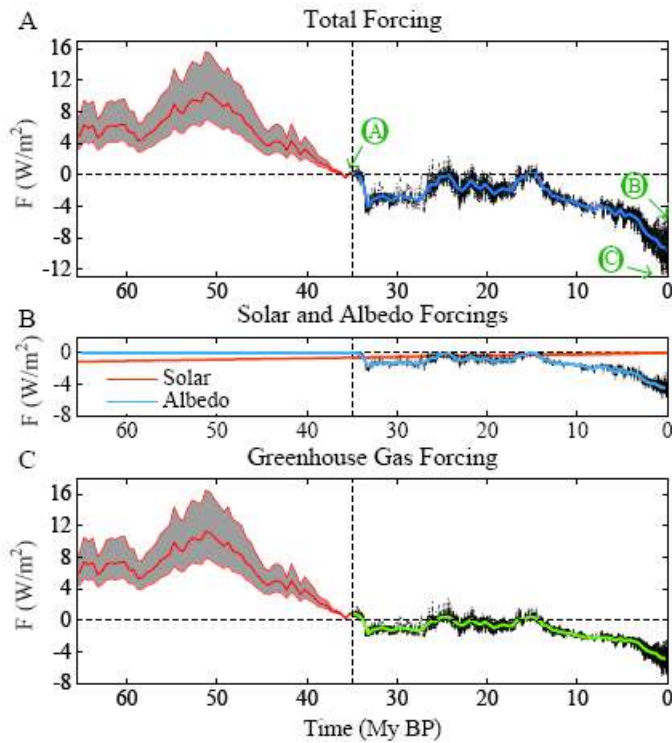 A
Total Forcing
F (W/m²)
16
12
8
4
0
-4
-8
-12
A
B
C
60 50 40 30 20 10 0
B
Solar and Albedo Forcings
F (W/m²)
0
-4
-8
Solar
Albedo
60 50 40 30 20 10 0
C
Greenhouse Gas Forcing
F (W/m²)
16
12
8
4
0
-4
-8
60 50 40 30 20 10 0
Time (My BP)